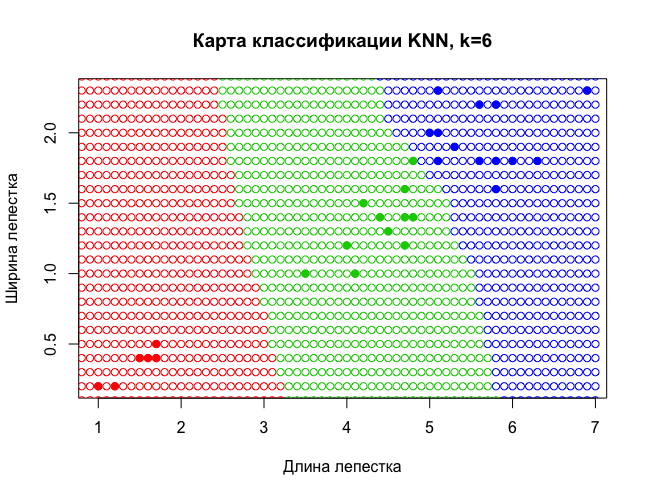 Карта классификации KNN, k=6
Ширина лепестка
2.0
1.5
1.0
0.5
1 2 3 4 5 6 7
Длина лепестка